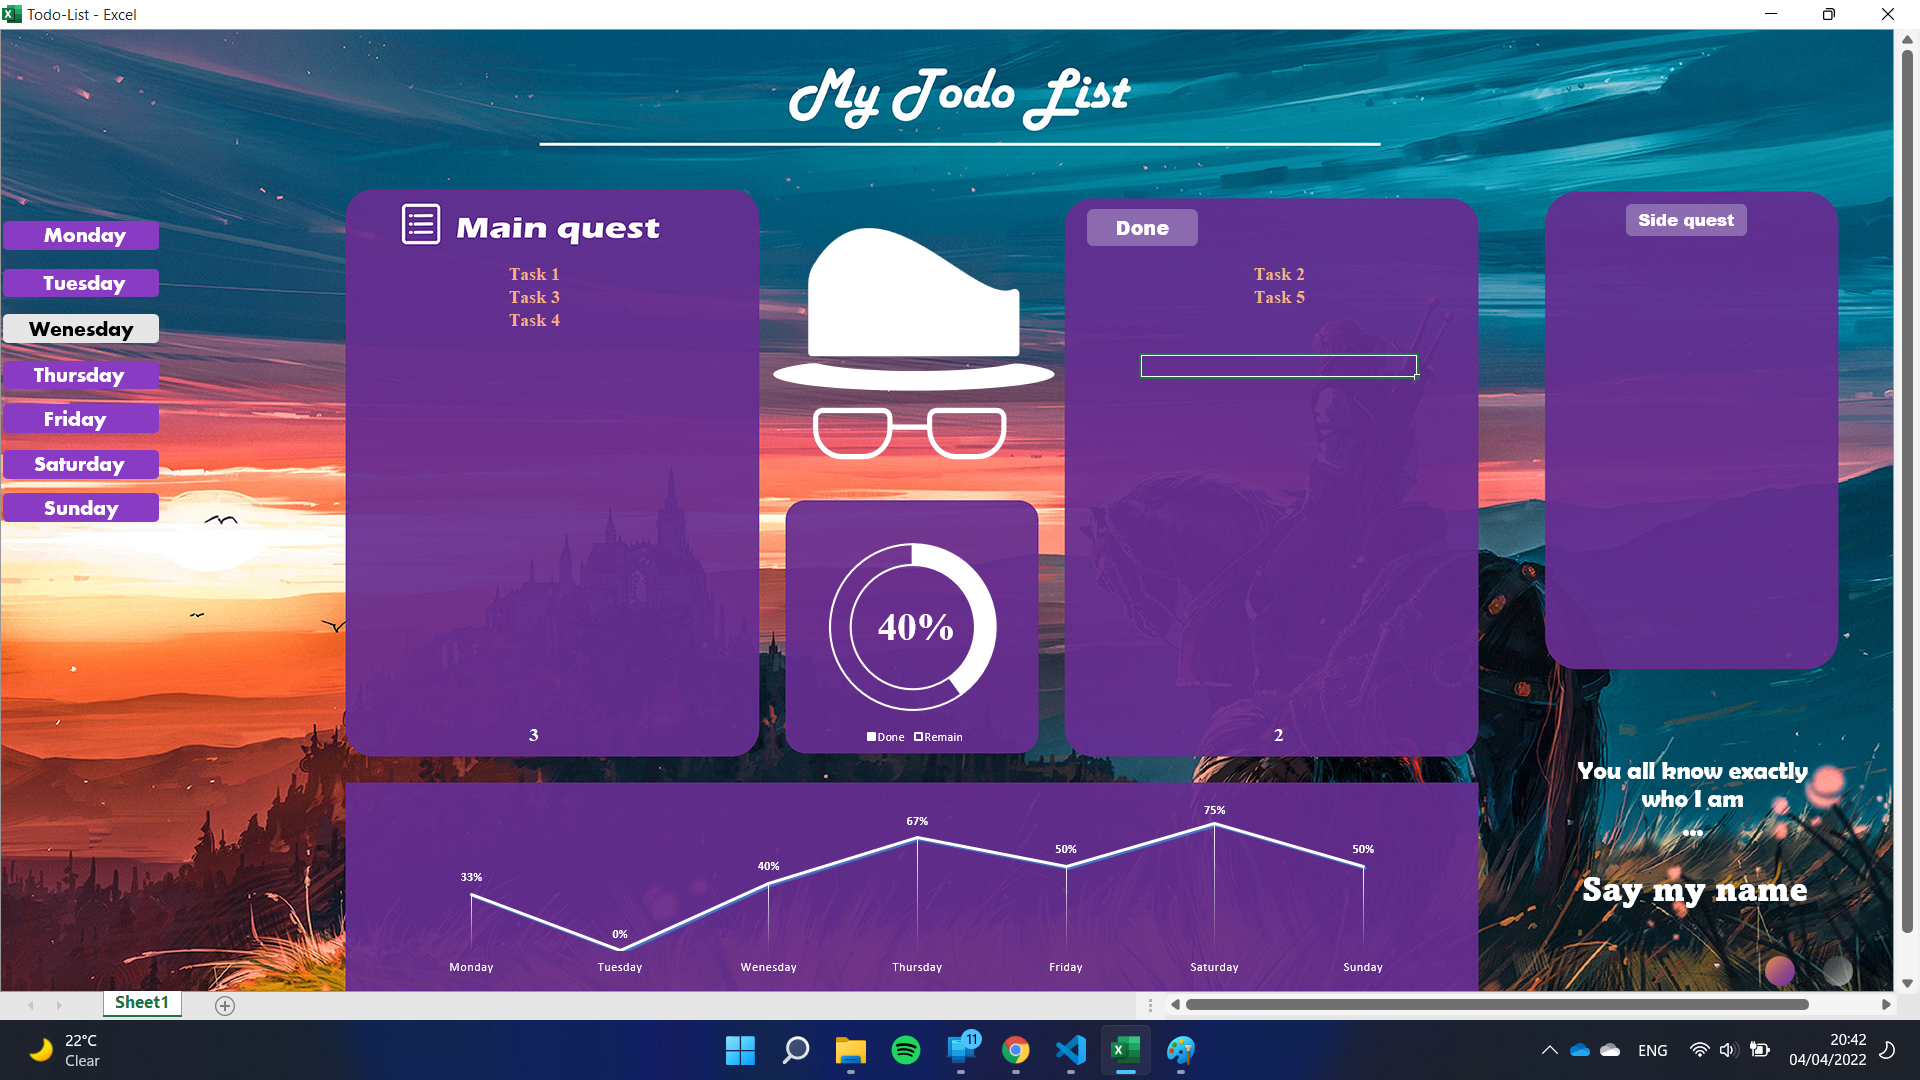 Todo-List - Excel
My Todo List
Monday
Tuesday
Wenesday
Thursday
Friday
Saturday
Sunday
Main quest
Task 1
Task 3
Task 4
3
40%
Done Remain
Done
Task 2
Task 5
2
Side quest
33%
0%
40%
67%
50%
75%
50%
Monday Tuesday Wenesday Thursday Friday Saturday Sunday
You all know exactly
who I am
...
Say my name
Sheet1
22°C
Clear
11
ENG
20:42
04/04/2022